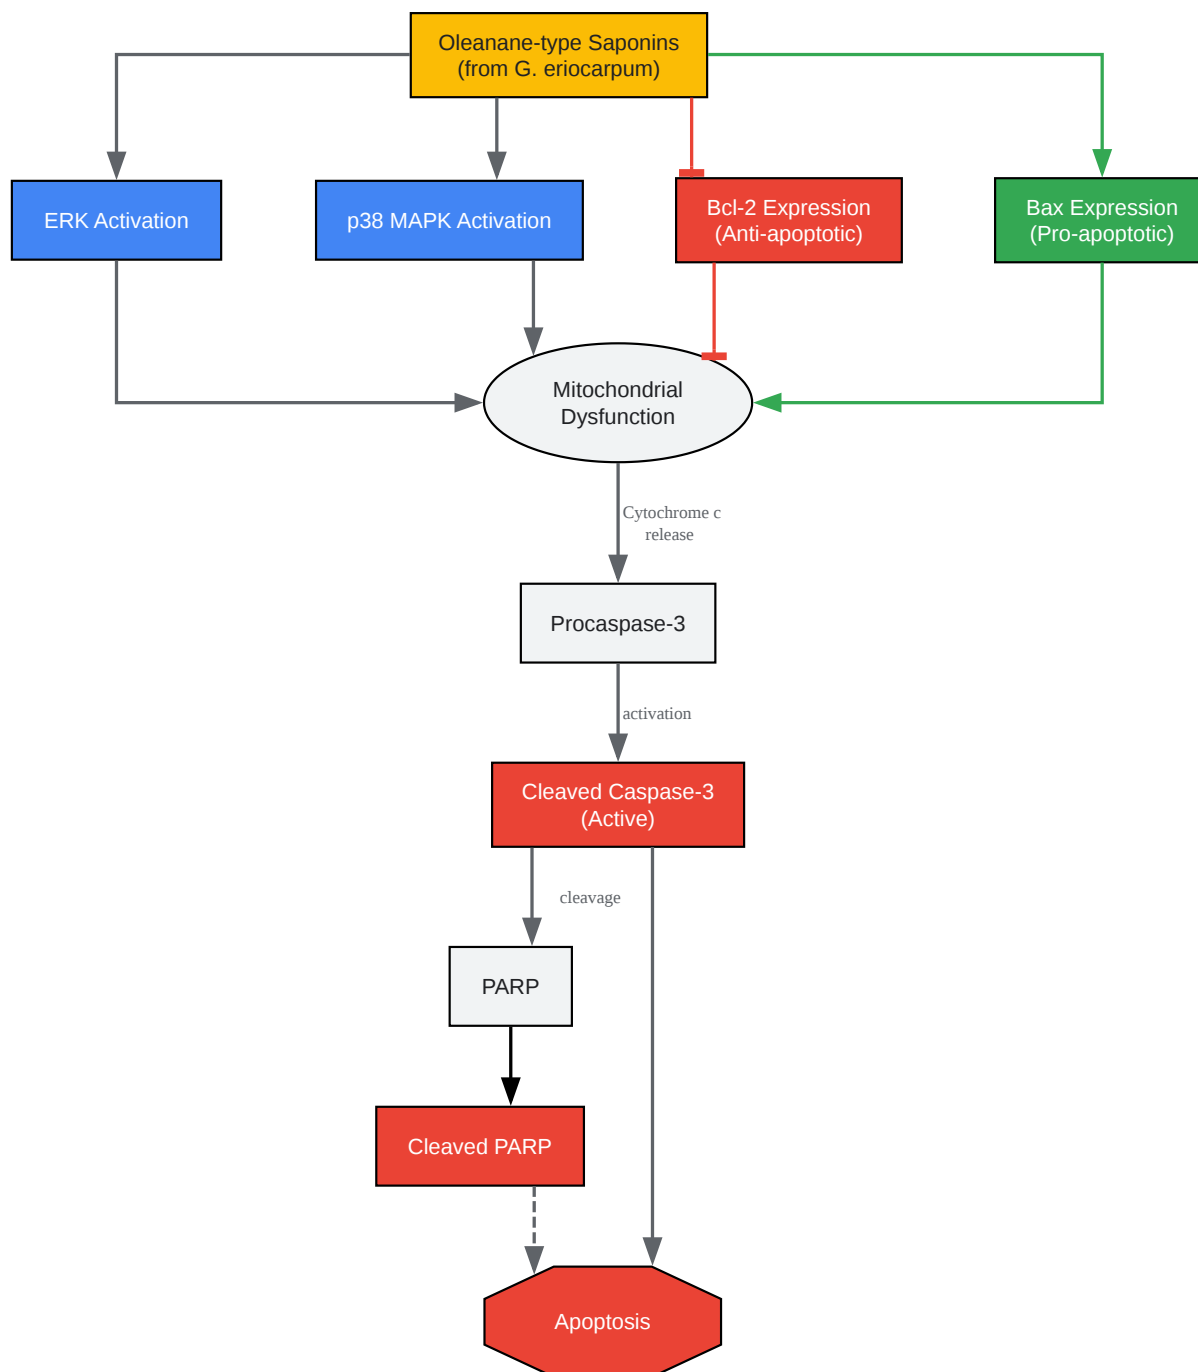 Oleanane-type Saponins
(from G. eriocarpum)
ERK Activation
p38 MAPK Activation
Bcl-2 Expression
(Anti-apoptotic)
Bax Expression
(Pro-apoptotic)
Mitochondrial
Dysfunction
Cytochrome c
release
Procaspase-3
activation
Cleaved Caspase-3
(Active)
cleavage
PARP
Cleaved PARP
Apoptosis